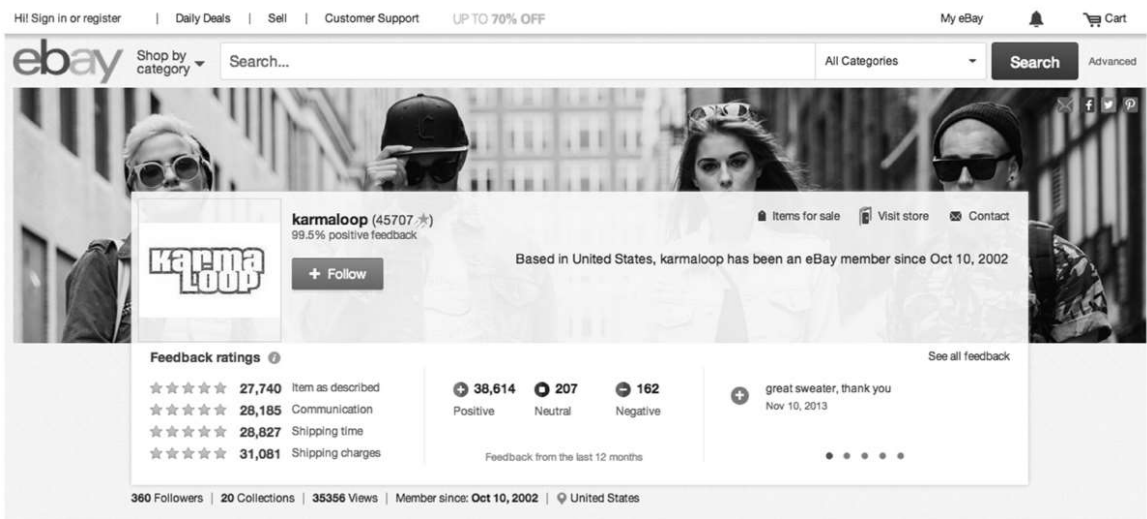 Hi! Sign in or register | Daily Deals | Sell | Customer Support UP TO 70% OFF My eBay Cart
ebay Shop by category Search... All Categories Search Advanced
C
KARMA
LOOP
karmaloop (45707)
99.5% positive feedback
+ Follow
Items for sale Visit store Contact
Based in United States, karmaloop has been an eBay member since Oct 10, 2002
Feedback ratings
See all feedback
27,740 Item as described
28,185 Communication
28,827 Shipping time
31,081 Shipping charges
38,614 207 162
Positive Neutral Negative
Feedback from the last 12 months
great sweater, thank you
Nov 10, 2013
360 Followers | 20 Collections | 35356 Views | Member since: Oct 10, 2002 | United States